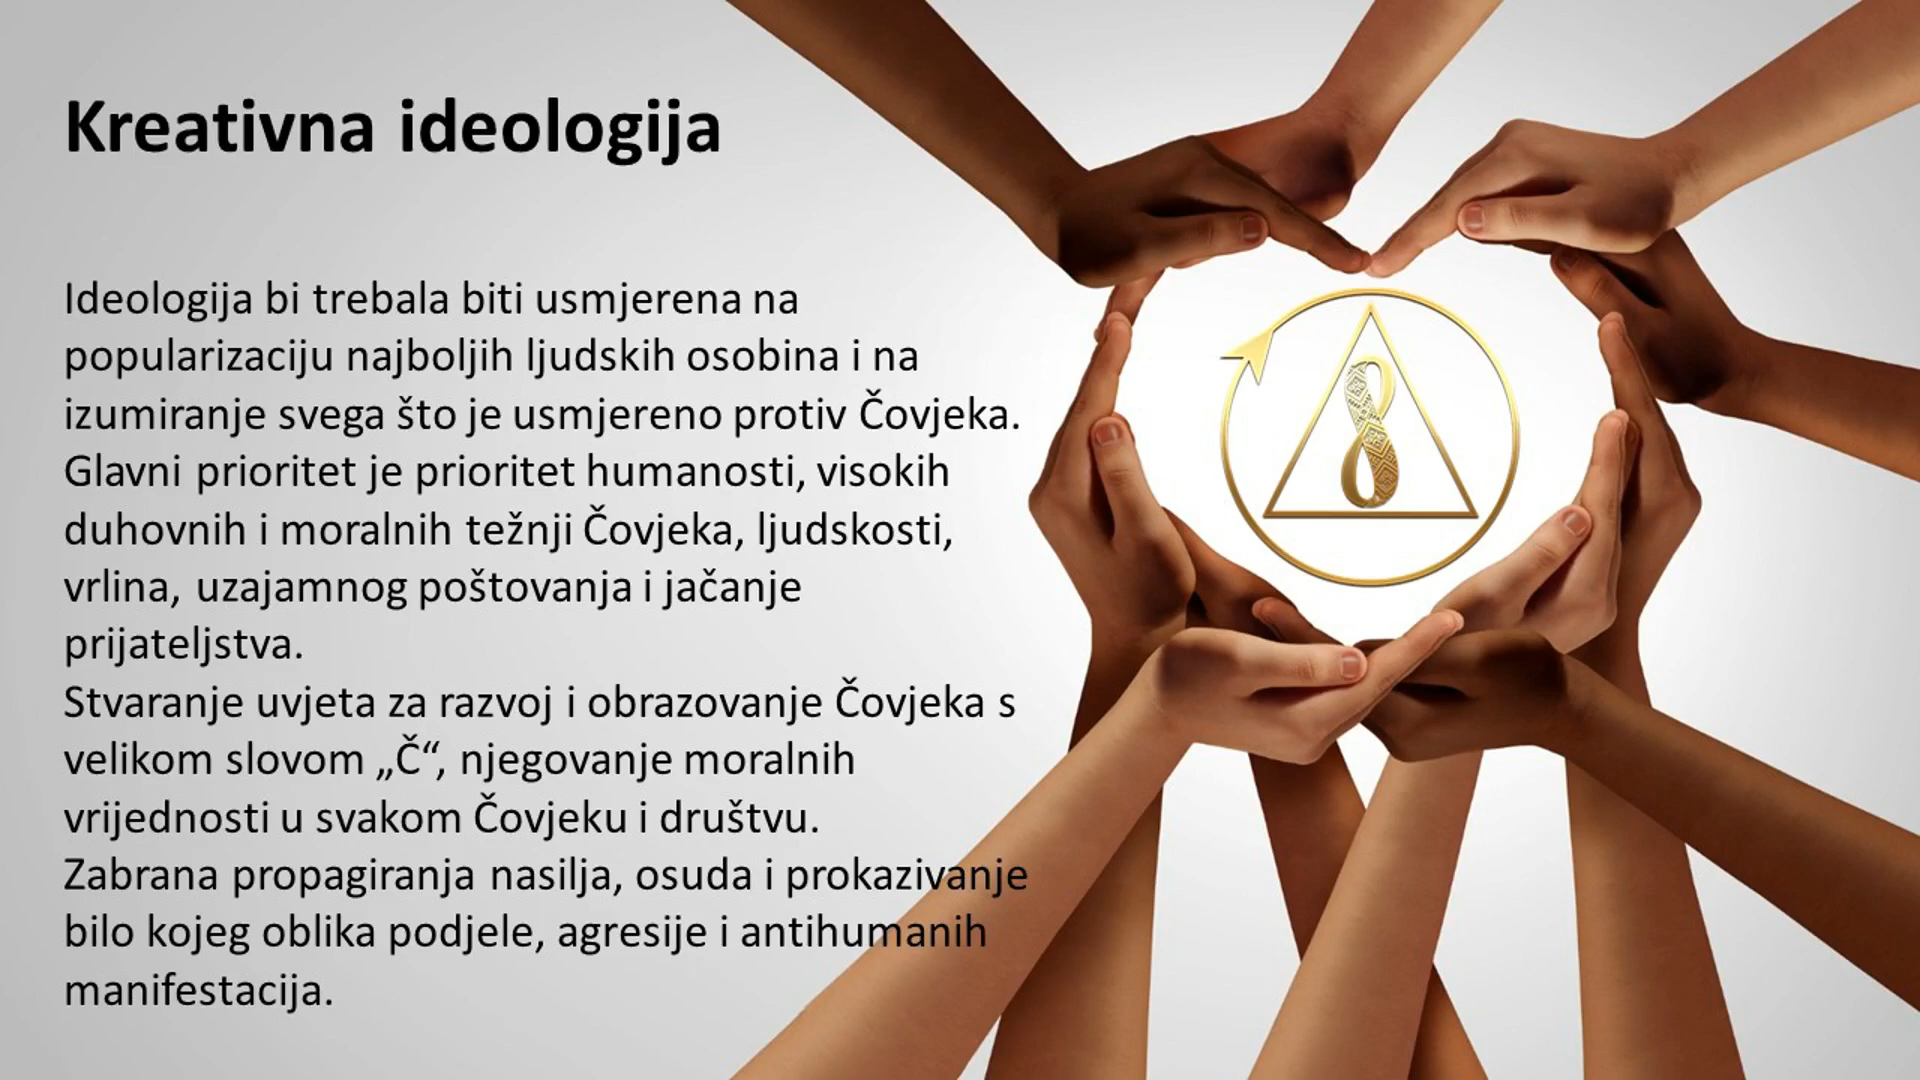 Kreativna ideologija
Ideologija bi trebala biti usmjerena na
popularizaciju najboljih ljudskih osobina i na
izumiranje svega što je usmjereno protiv Čovjeka.
Glavni prioritet je prioritet humanosti, visokih
duhovnih i moralnih težnji Čovjeka, ljudskosti,
vrlina, uzajamnog poštovanja i jačanje
prijateljstva.
Stvaranje uvjeta za razvoj i obrazovanje Čovjeka s
velikom slovom „Č“, njegovanje moralnih
vrijednosti u svakom Čovjeku i društvu.
Zabrana propagiranja nasilja, osuda i prokazivanje
bilo kojeg oblika podjele, agresije i antihumanih
manifestacija.